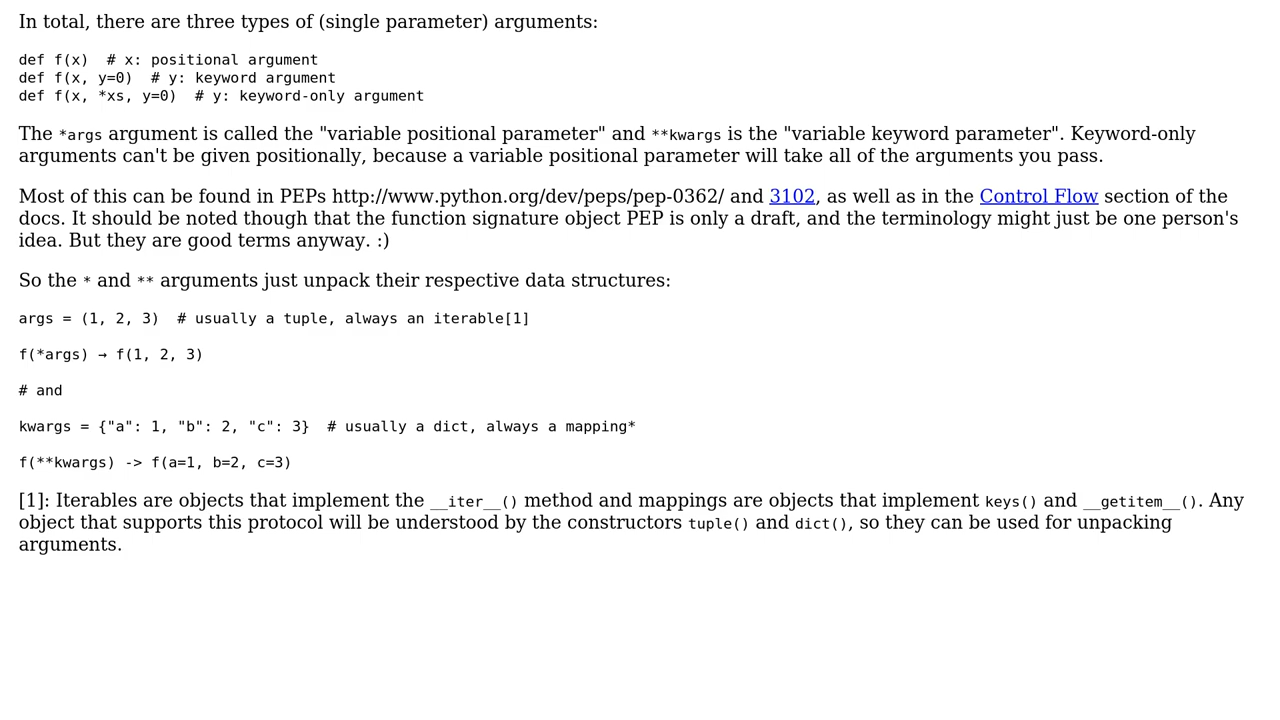 In total, there are three types of (single parameter) arguments:
def f(x)  # x: positional argument
def f(x, y=0)  # y: keyword argument
def f(x, *xs, y=0)  # y: keyword-only argument
The *args argument is called the "variable positional parameter" and **kwargs is the "variable keyword parameter". Keyword-only
arguments can't be given positionally, because a variable positional parameter will take all of the arguments you pass.
Most of this can be found in PEPs http://www.python.org/dev/peps/pep-0362/ and 3102, as well as in the Control Flow section of the
docs. It should be noted though that the function signature object PEP is only a draft, and the terminology might just be one person's
idea. But they are good terms anyway. :)
So the * and ** arguments just unpack their respective data structures:
args = (1, 2, 3)  # usually a tuple, always an iterable[1]
f(*args) → f(1, 2, 3)
# and
kwargs = {"a": 1, "b": 2, "c": 3}  # usually a dict, always a mapping*
f(**kwargs) -> f(a=1, b=2, c=3)
[1]: Iterables are objects that implement the __iter__() method and mappings are objects that implement keys() and __getitem__(). Any
object that supports this protocol will be understood by the constructors tuple() and dict(), so they can be used for unpacking
arguments.